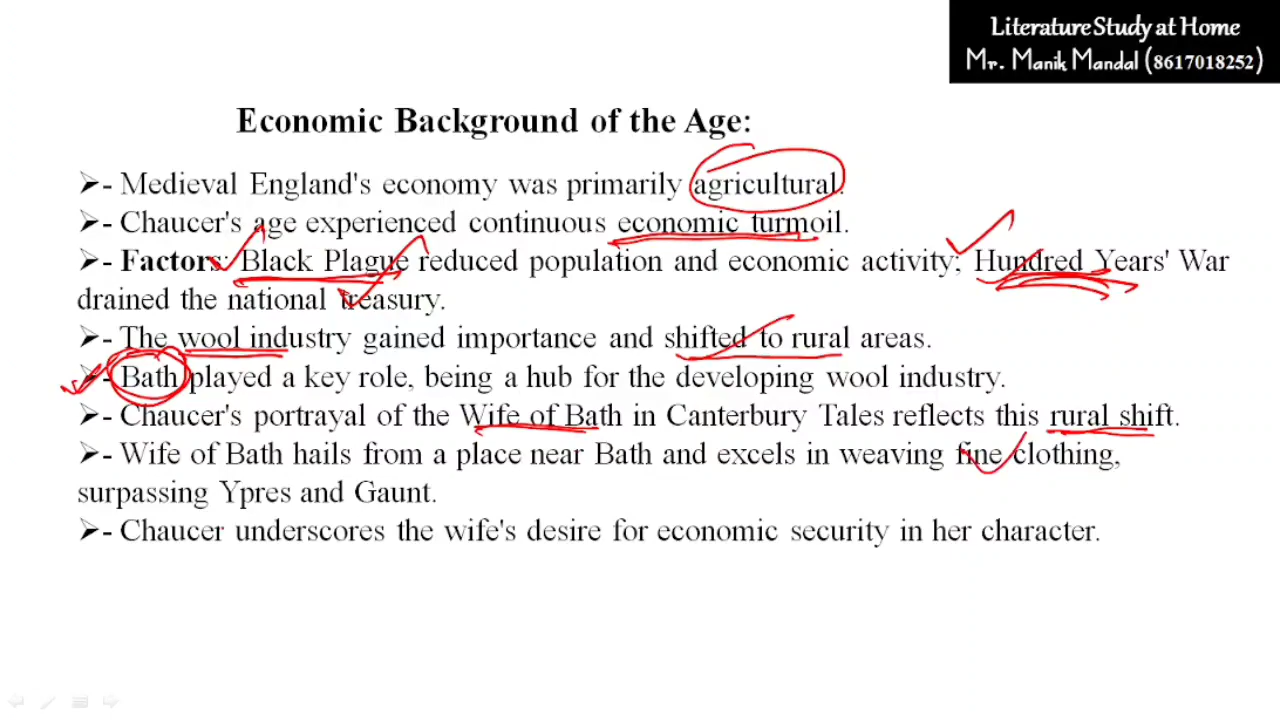 Literature Study at Home
Mr. Manik Mandal (8617018252)
Economic Background of the Age:
➢- Medieval England's economy was primarily agricultural.
➢- Chaucer's age experienced continuous economic turmoil.
➢- Factors: Black Plague reduced population and economic activity; Hundred Years' War
drained the national treasury.
➢- The wool industry gained importance and shifted to rural areas.
➢- Bath played a key role, being a hub for the developing wool industry.
➢- Chaucer's portrayal of the Wife of Bath in Canterbury Tales reflects this rural shift.
➢- Wife of Bath hails from a place near Bath and excels in weaving fine clothing,
surpassing Ypres and Gaunt.
➢- Chaucer underscores the wife's desire for economic security in her character.